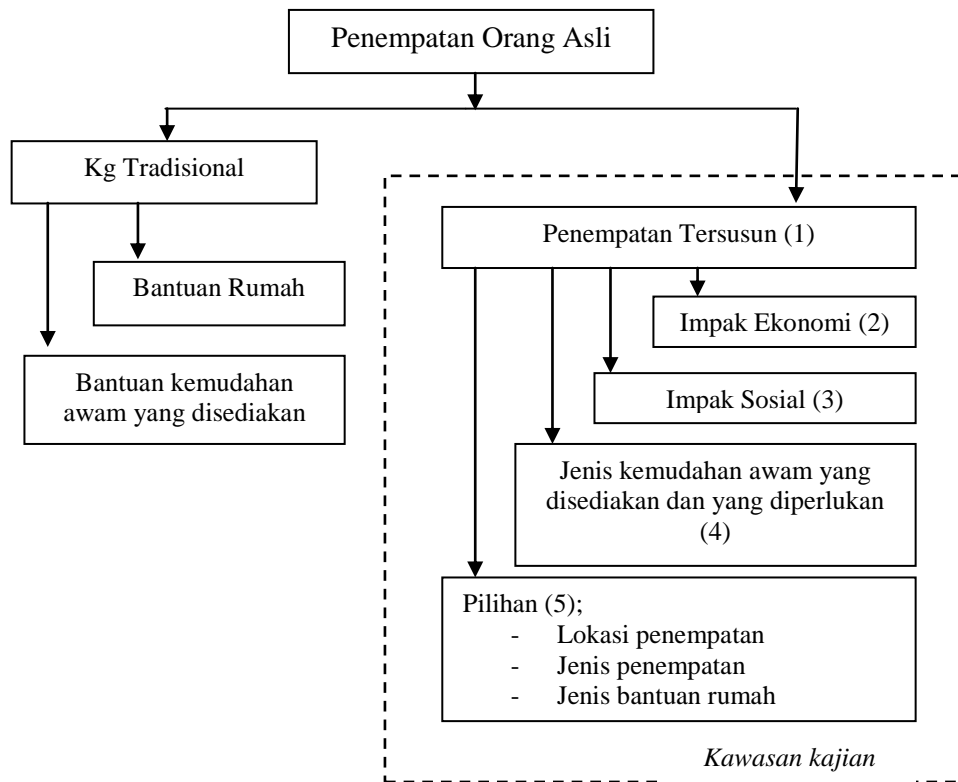 Penempatan Orang Asli
Kg Tradisional
Penempatan Tersusun (1)
Bantuan Rumah
Impak Ekonomi (2)
Bantuan kemudahan
awam yang disediakan
Impak Sosial (3)
Jenis kemudahan awam yang
disediakan dan yang diperlukan
(4)
Pilihan (5);
- Lokasi penempatan
- Jenis penempatan
- Jenis bantuan rumah
Kawasan kajian